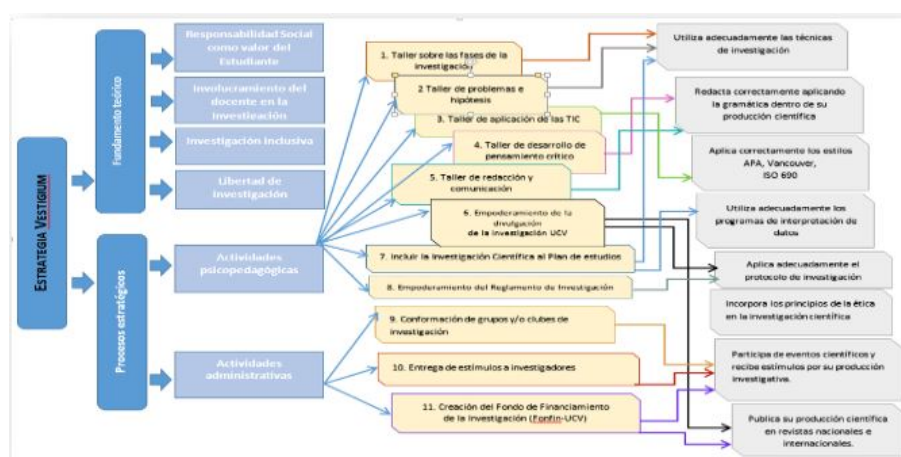 ESTRATEGIA VESTIGIUM
Fundamento teórico
Procesos estratégicos
Responsabilidad Social
como valor del
Estudiante
Involucramiento del
docente en la
investigación
Investigación inclusiva
Libertad de
investigación
Actividades
psicopedagógicas
Actividades
administrativas
1. Taller sobre las fases de la
investigación
2 Taller de problemas e
hipótesis
3. Taller de aplicación de las TIC
4. Taller de desarrollo de
pensamiento crítico
5. Taller de redacción y
comunicación
6. Empoderamiento de la
divulgación
de la investigación UCV
7. Incluir la Investigación Científica al Plan de estudios
8. Empoderamiento del Reglamento de Investigación
9. Conformación de grupos y/o clubes de
investigación
10. Entrega de estímulos a investigadores
11. Creación del Fondo de Financiamiento
de la Investigación (Fonfin-UCV)
Utiliza adecuadamente las técnicas
de investigación
Redacta correctamente aplicando
la gramática dentro de su
producción científica
Aplica correctamente los estilos
APA, Vancouver,
ISO 690
Utiliza adecuadamente los
programas de interpretación de
datos
Aplica adecuadamente el
protocolo de investigación
Incorpora los principios de la ética
en la investigación científica
Participa de eventos científicos y
recibe estímulos por su producción
investigativa.
Publica su producción científica
en revistas nacionales e
internacionales.